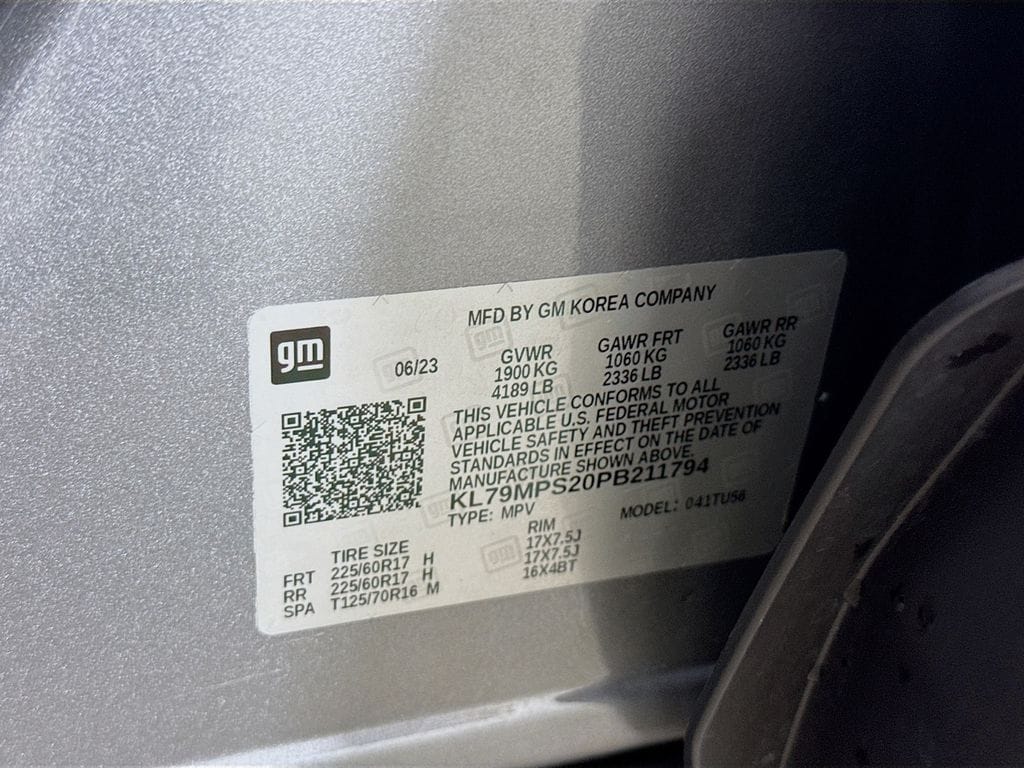 gm
MFD BY GM KOREA COMPANY
06/23
GVWR GAWR FRT GAWR RR
1900 KG 1060 KG 1060 KG
4189 LB 2336 LB 2336 LB
THIS VEHICLE CONFORMS TO ALL
APPLICABLE U.S. FEDERAL MOTOR
VEHICLE SAFETY AND THEFT PREVENTION
STANDARDS IN EFFECT ON THE DATE OF
MANUFACTURE SHOWN ABOVE.
KL79MPS20PB211794
TYPE: MPV MODEL: 041TU56
TIRE SIZE RIM
FRT 225/60R17 H 17X7.5J
RR 225/60R17 H 17X7.5J
SPA T125/70R16 M 16X4BT